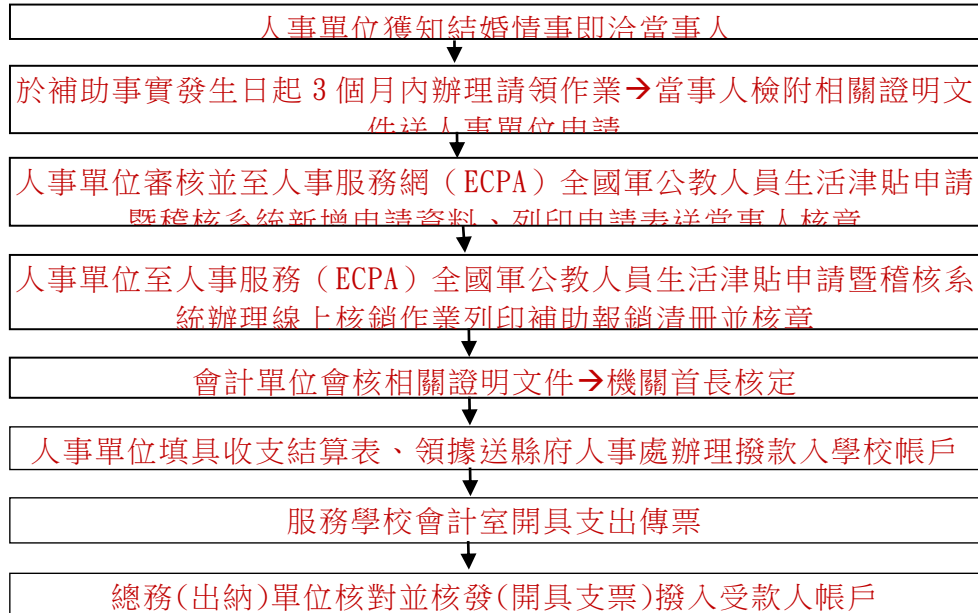 人事單位獲知結婚情事即洽當事人
於補助事實發生日起 3 個月內辦理請領作業→當事人檢附相關證明文
件送人事單位申請
人事單位審核並至人事服務網（ECPA）全國軍公教人員生活津貼申請
暨稽核系統新增申請資料、列印申請表送當事人核章
人事單位至人事服務（ECPA）全國軍公教人員生活津貼申請暨稽核系
統辦理線上核銷作業列印補助報銷清冊並核章
會計單位會核相關證明文件→機關首長核定
人事單位填具收支結算表、領據送縣府人事處辦理撥款入學校帳戶
服務學校會計室開具支出傳票
總務(出納)單位核對並核發(開具支票)撥入受款人帳戶